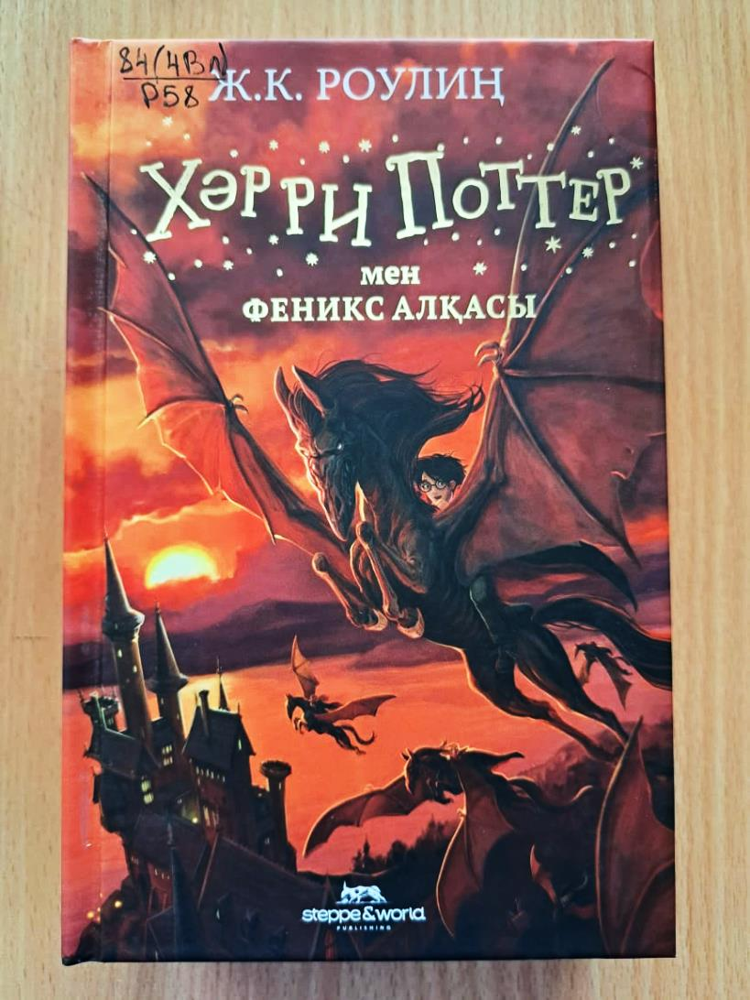 84(4Вл)
Р58
Ж.К. РОУЛИҢ
ХӘРРИ ПОТТЕР
мен
ФЕНИКС АЛҚАСЫ
steppe&world
PUBLISHING